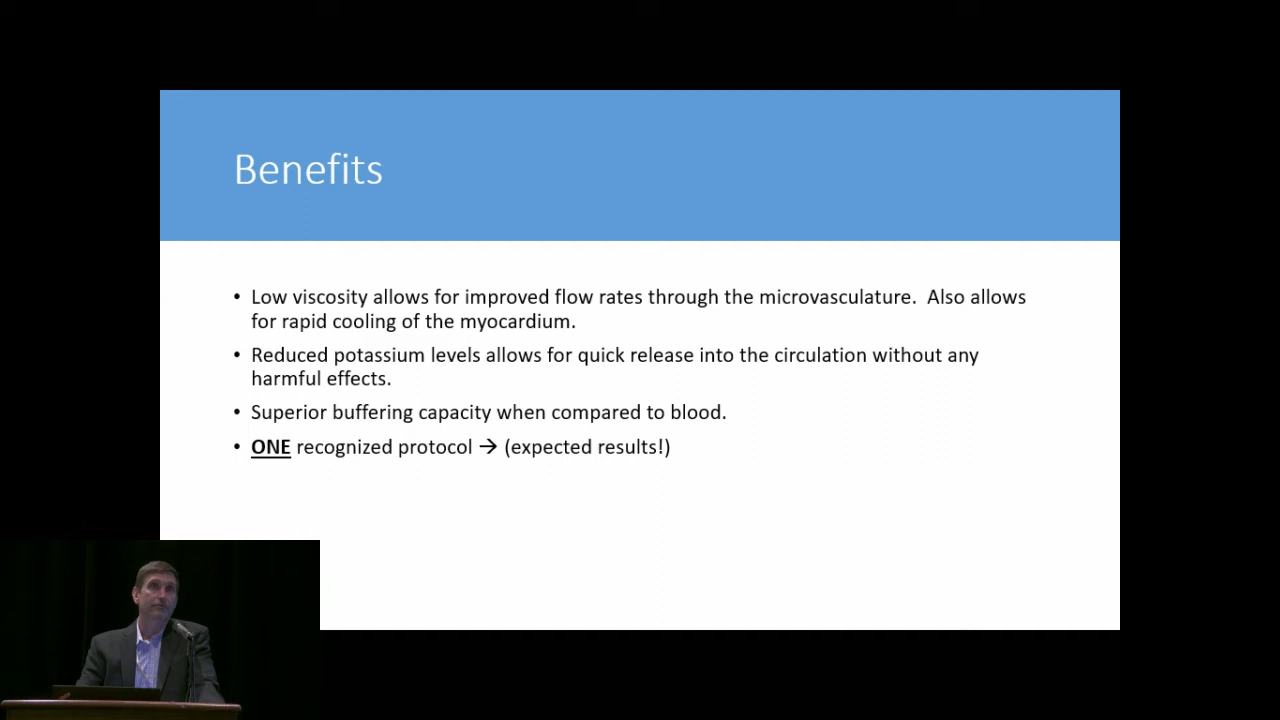 Benefits
• Low viscosity allows for improved flow rates through the microvasculature.  Also allows
for rapid cooling of the myocardium.
• Reduced potassium levels allows for quick release into the circulation without any
harmful effects.
• Superior buffering capacity when compared to blood.
• ONE recognized protocol → (expected results!)